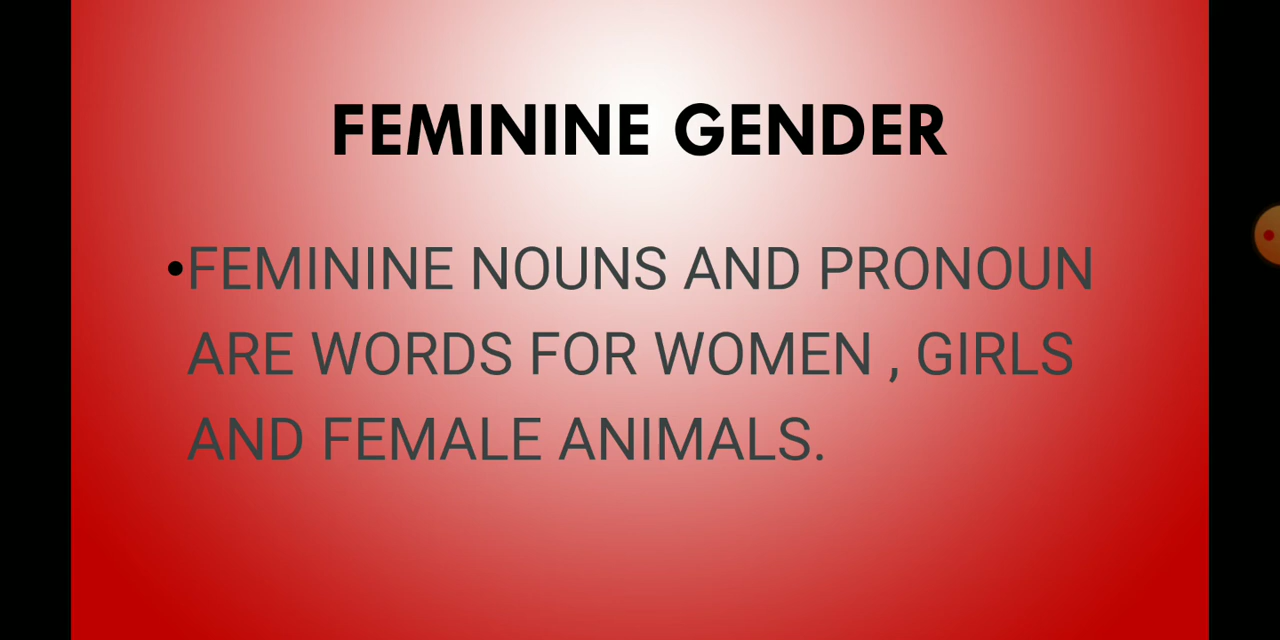 FEMININE GENDER
•FEMININE NOUNS AND PRONOUN
ARE WORDS FOR WOMEN , GIRLS
AND FEMALE ANIMALS.